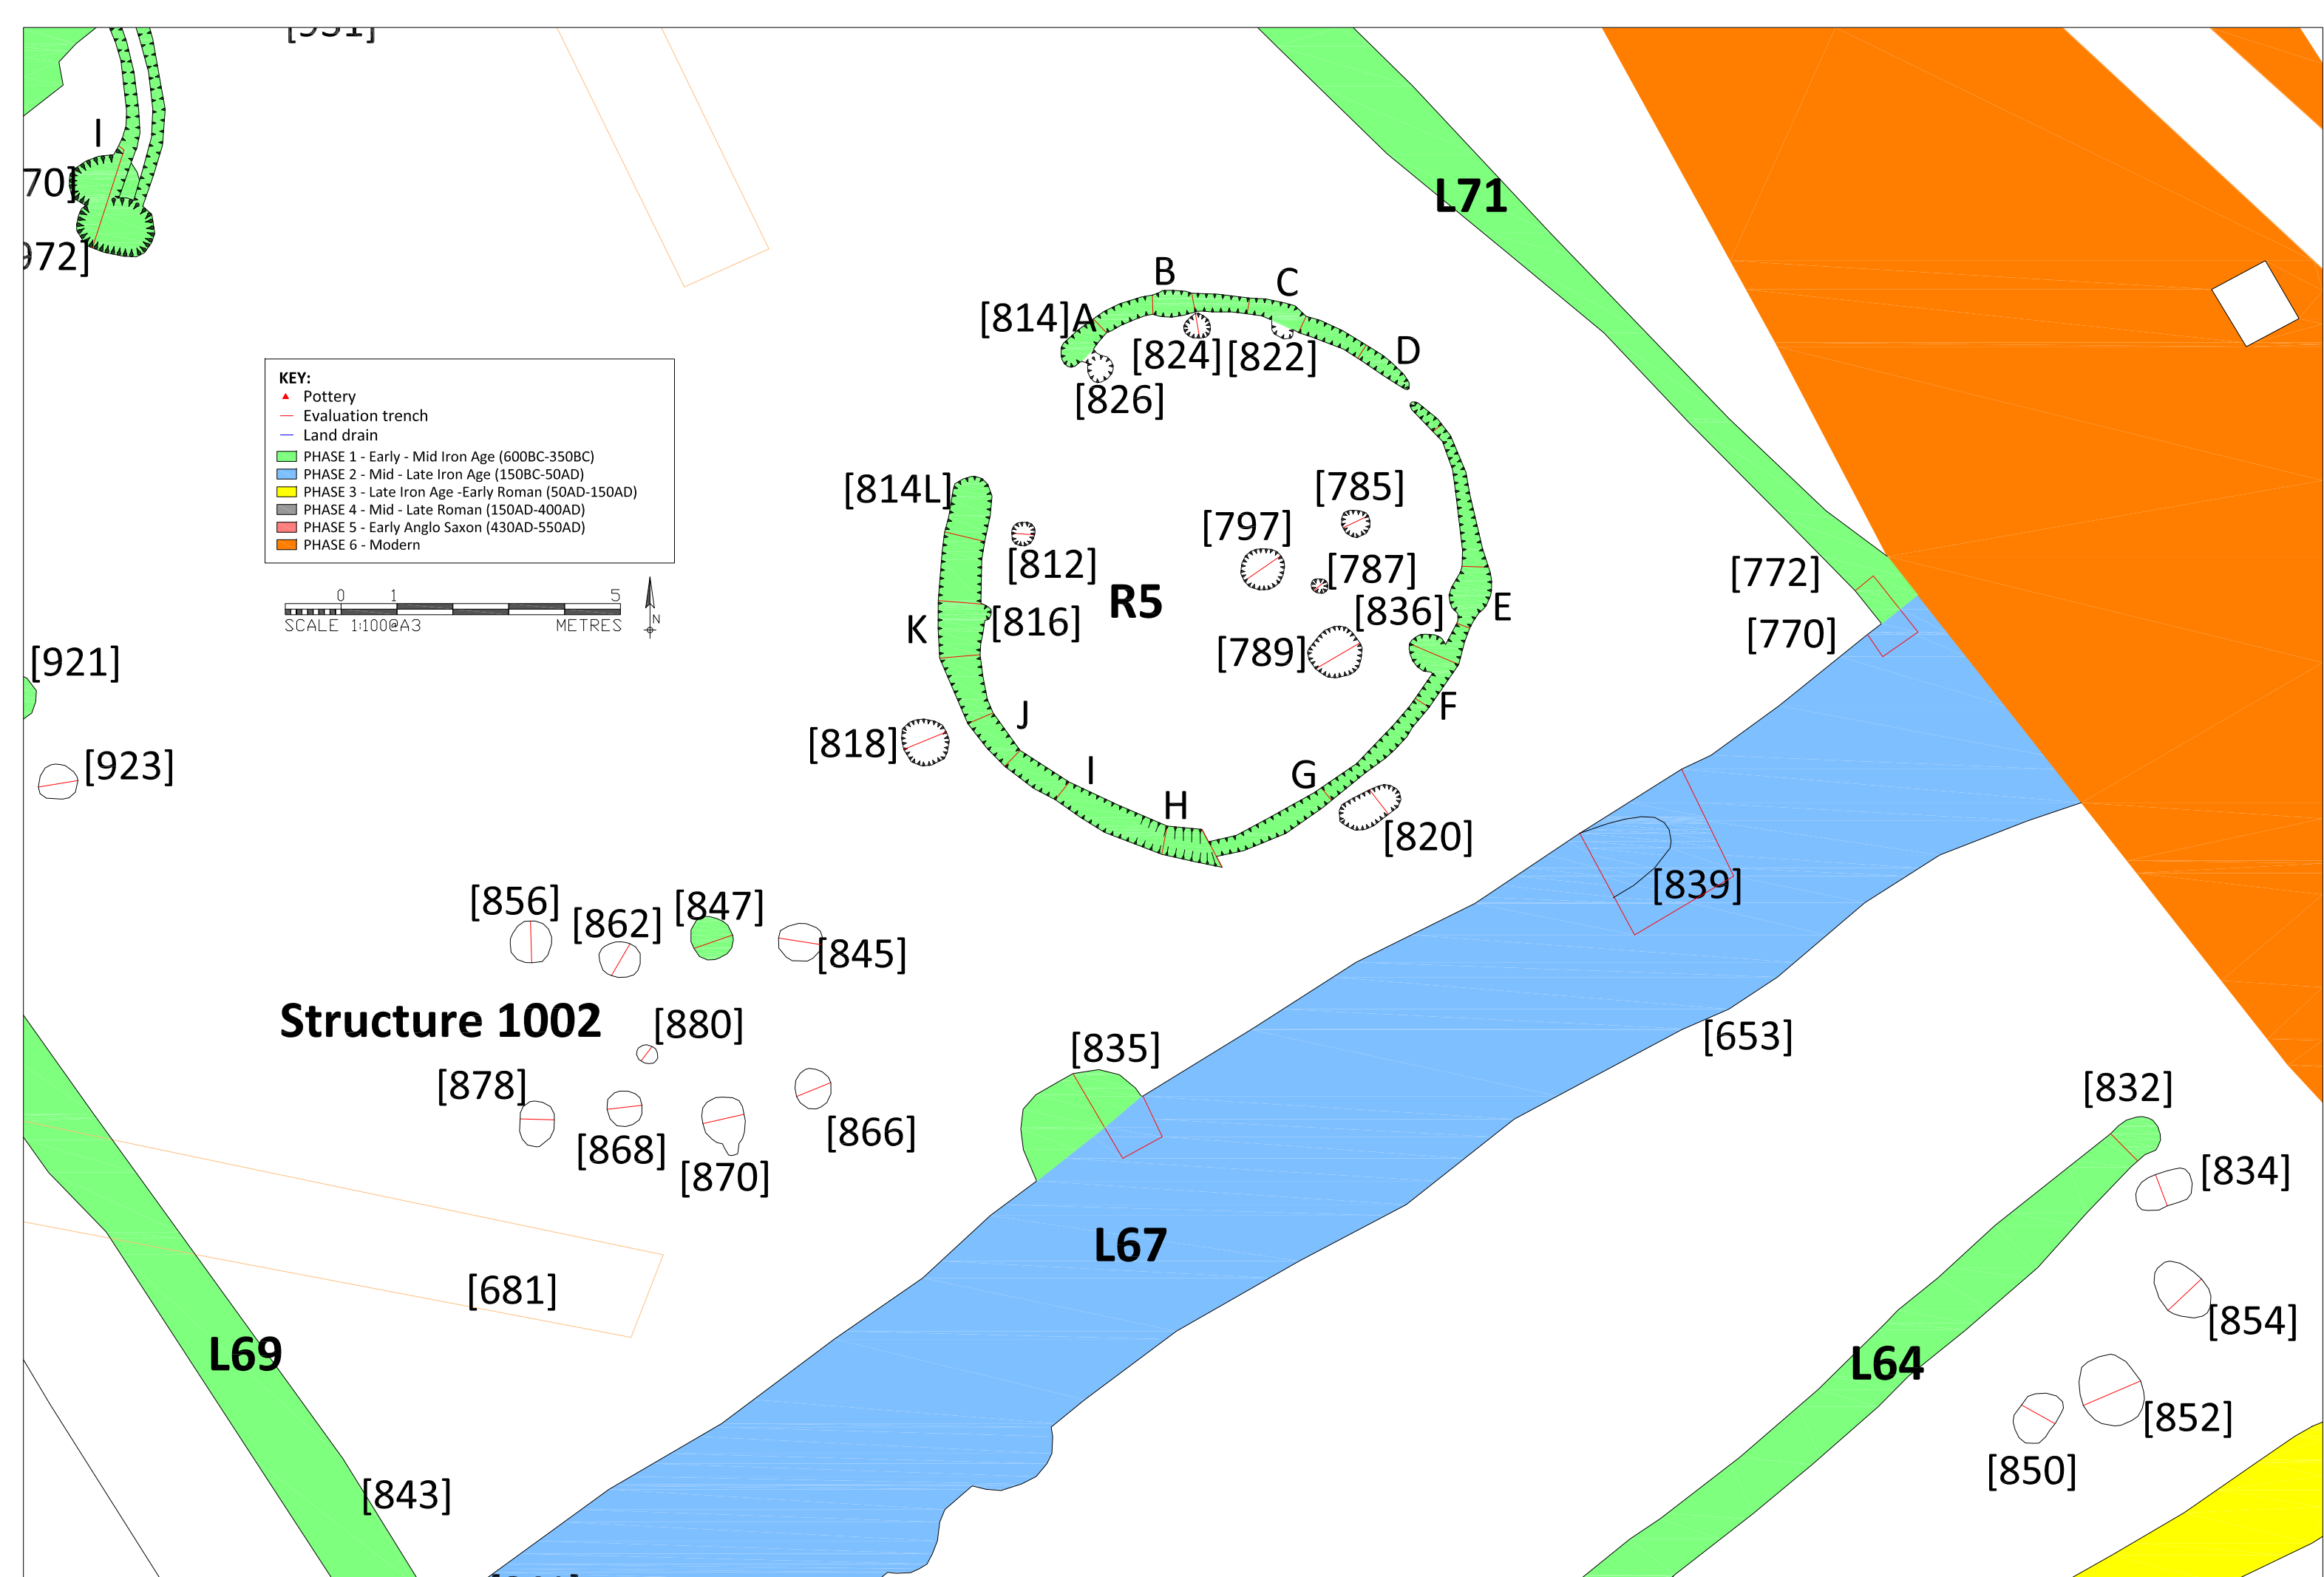 I
70]
972]
L71
B
C
[814]A
[824]
[822]
D
[826]
KEY:
Pottery
Evaluation trench
Land drain
PHASE 1 - Early - Mid Iron Age (600BC-350BC)
PHASE 2 - Mid - Late Iron Age (150BC-50AD)
PHASE 3 - Late Iron Age -Early Roman (50AD-150AD)
PHASE 4 - Mid - Late Roman (150AD-400AD)
PHASE 5 - Early Anglo Saxon (430AD-550AD)
PHASE 6 - Modern
0 1 5
SCALE 1:100@A3 METRES
N
[814L]
[785]
[797]
[812]
[787]
[772]
R5
[836]
E
[816]
K
[770]
[789]
[921]
F
J
[818]
[923]
I
G
H
[820]
[839]
[856]
[862]
[847]
[845]
Structure 1002
[880]
[653]
[835]
[878]
[832]
[866]
[868]
[870]
[834]
L67
[681]
[854]
L69
L64
[852]
[850]
[843]